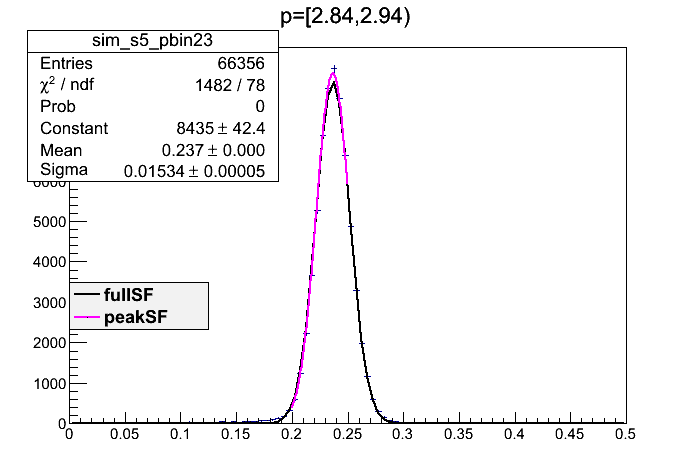 p=[2.84,2.94)
sim_s5_pbin23
Entries 66356
χ² / ndf 1482 / 78
Prob 0
Constant 8435 ± 42.4
Mean 0.237 ± 0.000
Sigma 0.01534 ± 0.00005
6000
5000
4000
3000
2000
1000
0
fullSF
peakSF
0 0.05 0.1 0.15 0.2 0.25 0.3 0.35 0.4 0.45 0.5